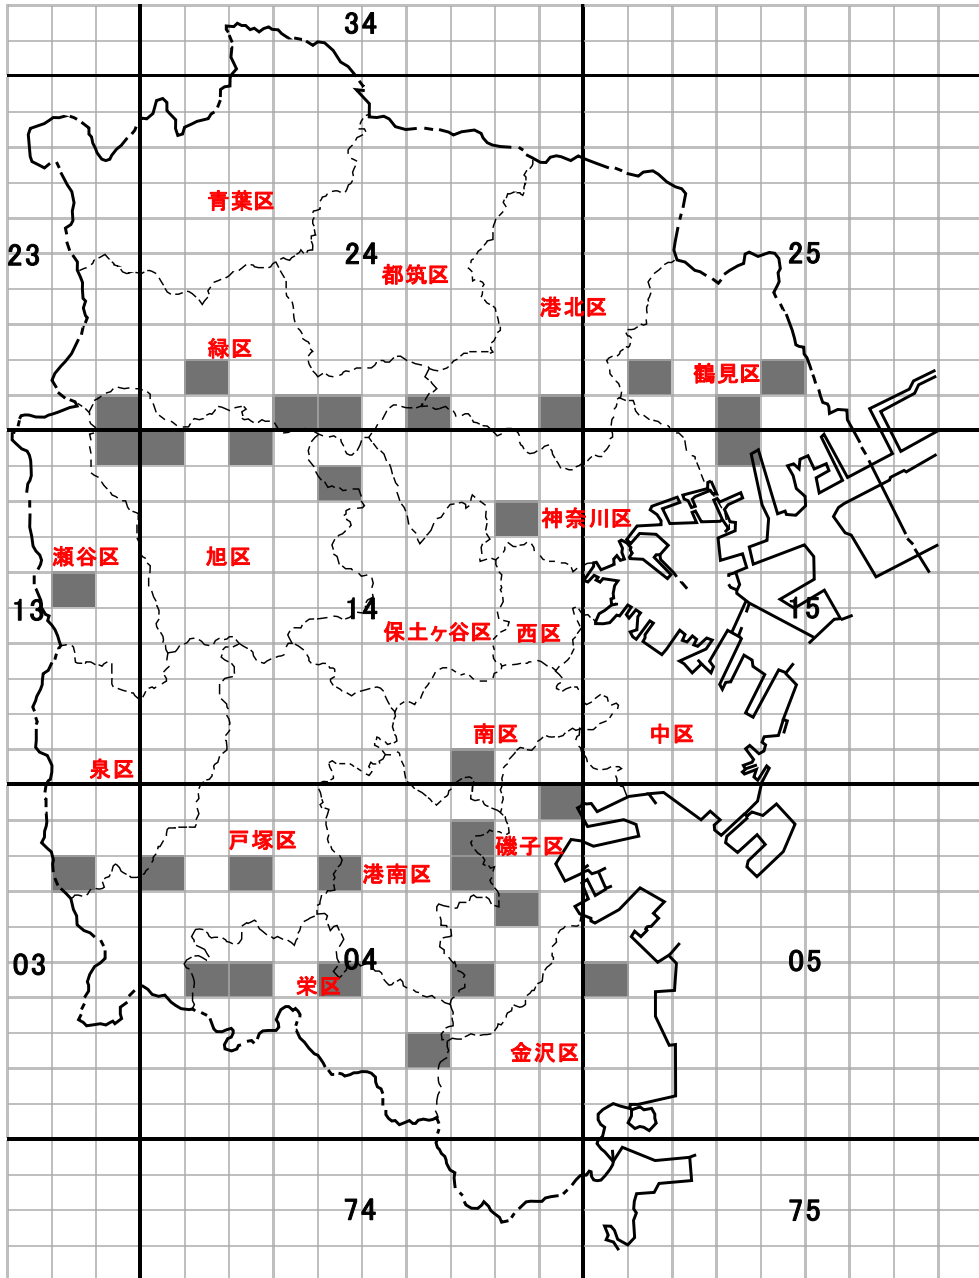 34
青葉区
23
24
25
都筑区
港北区
緑区
鶴見区
神奈川区
瀬谷区
旭区
13
14
15
保土ヶ谷区
西区
南区
中区
泉区
戸塚区
磯子区
港南区
03
04
05
栄区
金沢区
74
75